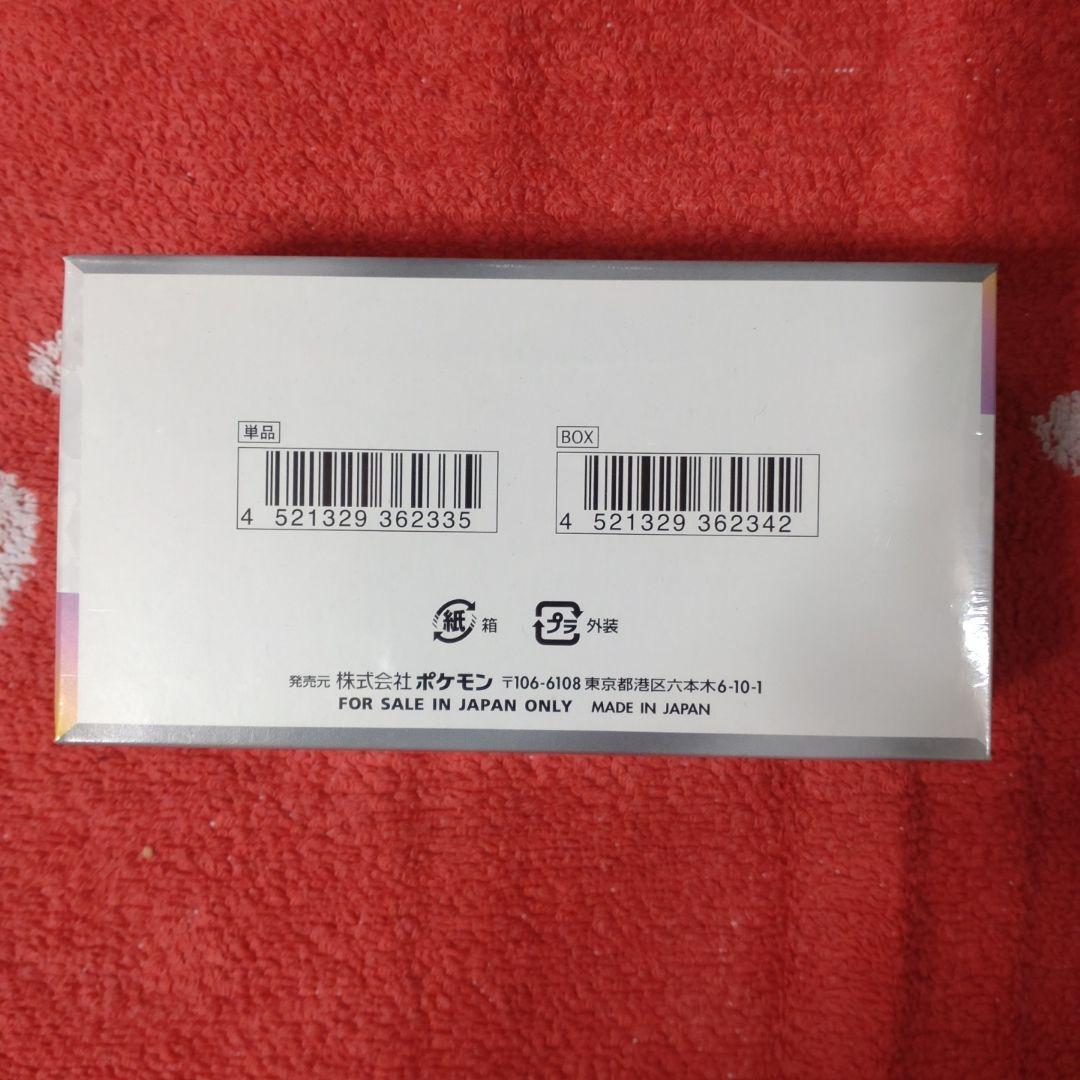 単品
4 521329 362335
BOX
4 521329 362342
紙 箱
プラ 外装
発売元 株式会社 ポケモン 〒106-6108 東京都港区六本木6-10-1
FOR SALE IN JAPAN ONLY MADE IN JAPAN